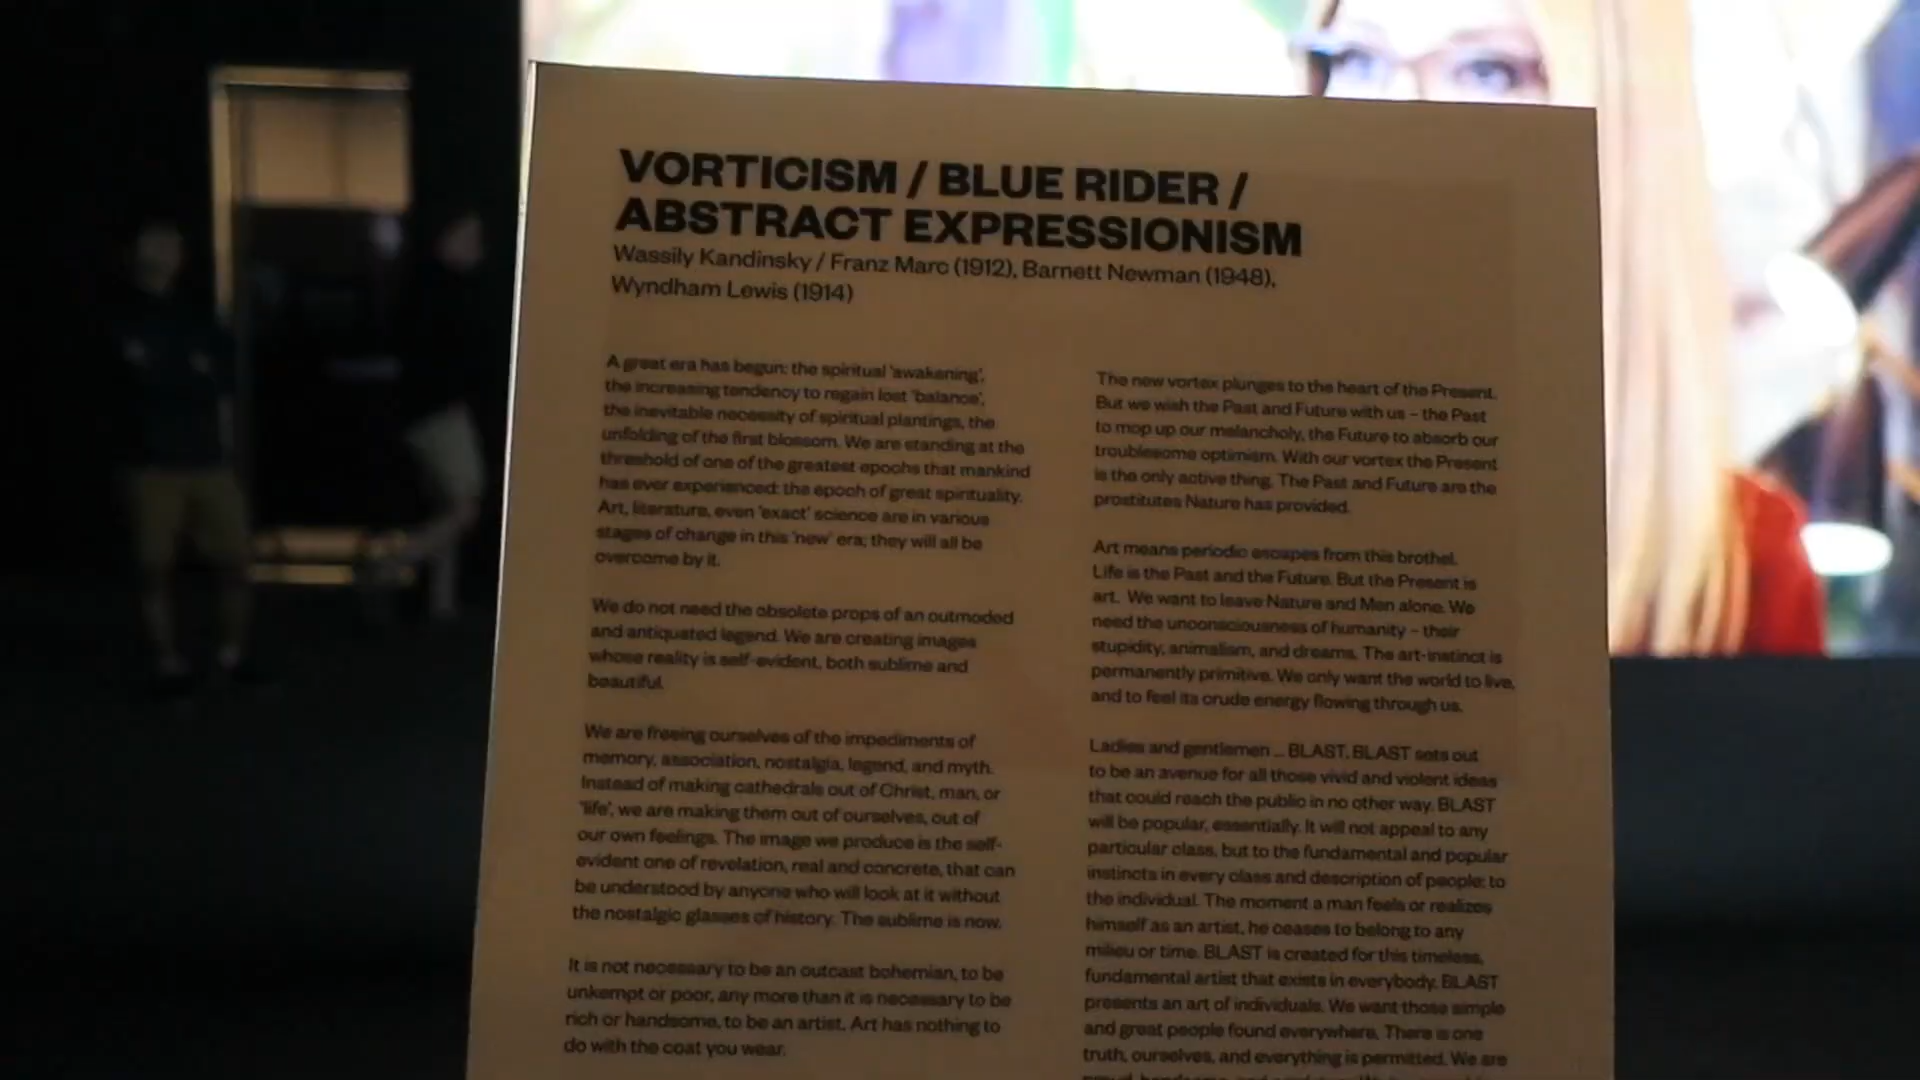 VORTICISM / BLUE RIDER /
ABSTRACT EXPRESSIONISM
Wassily Kandinsky / Franz Marc (1912), Barnett Newman (1948),
Wyndham Lewis (1914)
A great era has begun: the spiritual 'awakening',
the increasing tendency to regain lost 'balance',
the inevitable necessity of spiritual plantings, the
unfolding of the first blossom. We are standing at the
threshold of one of the greatest epochs that mankind
has ever experienced: the epoch of great spirituality.
Art, literature, even 'exact' science are in various
stages of change in this 'new' era; they will all be
overcome by it.
We do not need the obsolete props of an outmoded
and antiquated legend. We are creating images
whose reality is self-evident, both sublime and
beautiful.
We are freeing ourselves of the impediments of
memory, association, nostalgia, legend, and myth.
Instead of making cathedrals out of Christ, man, or
'life', we are making them out of ourselves, out of
our own feelings. The image we produce is the self-
evident one of revelation, real and concrete, that can
be understood by anyone who will look at it without
the nostalgic glasses of history. The sublime is now.
It is not necessary to be an outcast bohemian, to be
unkempt or poor, any more than it is necessary to be
rich or handsome, to be an artist. Art has nothing to
do with the coat you wear.
The new vortex plunges to the heart of the Present.
But we wish the Past and Future with us – the Past
to mop up our melancholy, the Future to absorb our
troublesome optimism. With our vortex the Present
is the only active thing. The Past and Future are the
prostitutes Nature has provided.
Art means periodic escapes from this brothel.
Life is the Past and the Future. But the Present is
art. We want to leave Nature and Men alone. We
need the unconsciousness of humanity – their
stupidity, animalism, and dreams. The art-instinct is
permanently primitive. We only want the world to live,
and to feel its crude energy flowing through us.
Ladies and gentlemen ... BLAST. BLAST sets out
to be an avenue for all those vivid and violent ideas
that could reach the public in no other way. BLAST
will be popular, essentially. It will not appeal to any
particular class, but to the fundamental and popular
instincts in every class and description of people; to
the individual. The moment a man feels or realizes
himself as an artist, he ceases to belong to any
milieu or time. BLAST is created for this timeless,
fundamental artist that exists in everybody. BLAST
presents an art of individuals. We want those simple
and great people found everywhere. There is one
truth, ourselves, and everything is permitted. We are